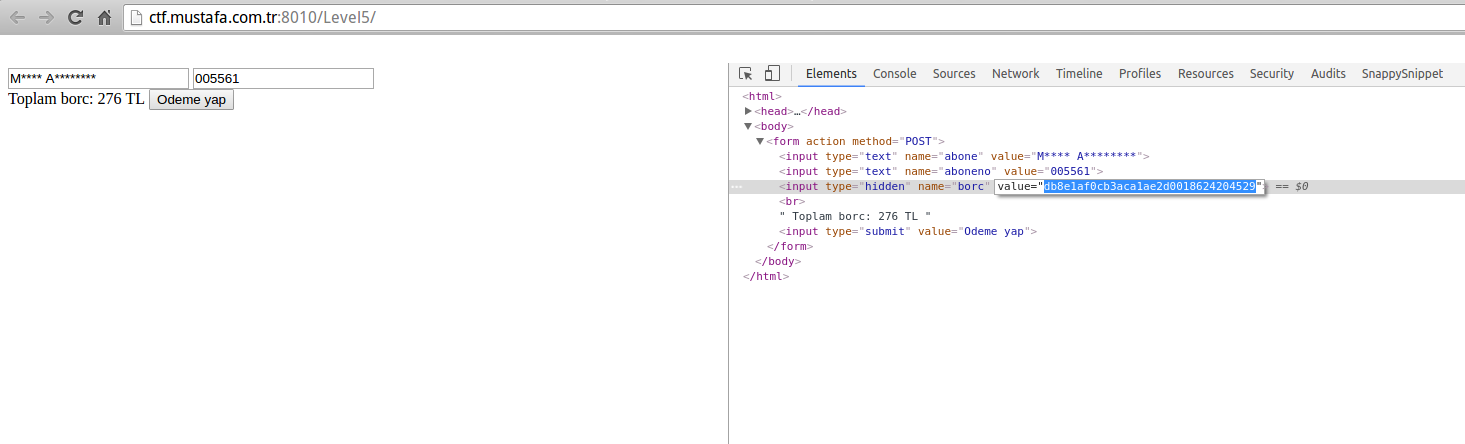 ctf.mustafa.com.tr:8010/Level5/
M**** A******** 005561
Toplam borc: 276 TL Odeme yap
Elements Console Sources Network Timeline Profiles Resources Security Audits SnappySnippet
<html>
<head>…</head>
<body>
<form action method="POST">
<input type="text" name="abone" value="M**** A********">
<input type="text" name="aboneno" value="005561">
... <input type="hidden" name="borc" value="db8e1af0cb3aca1ae2d0018624204529" == $0
<br>
" Toplam borc: 276 TL "
<input type="submit" value="Odeme yap">
</form>
</body>
</html>